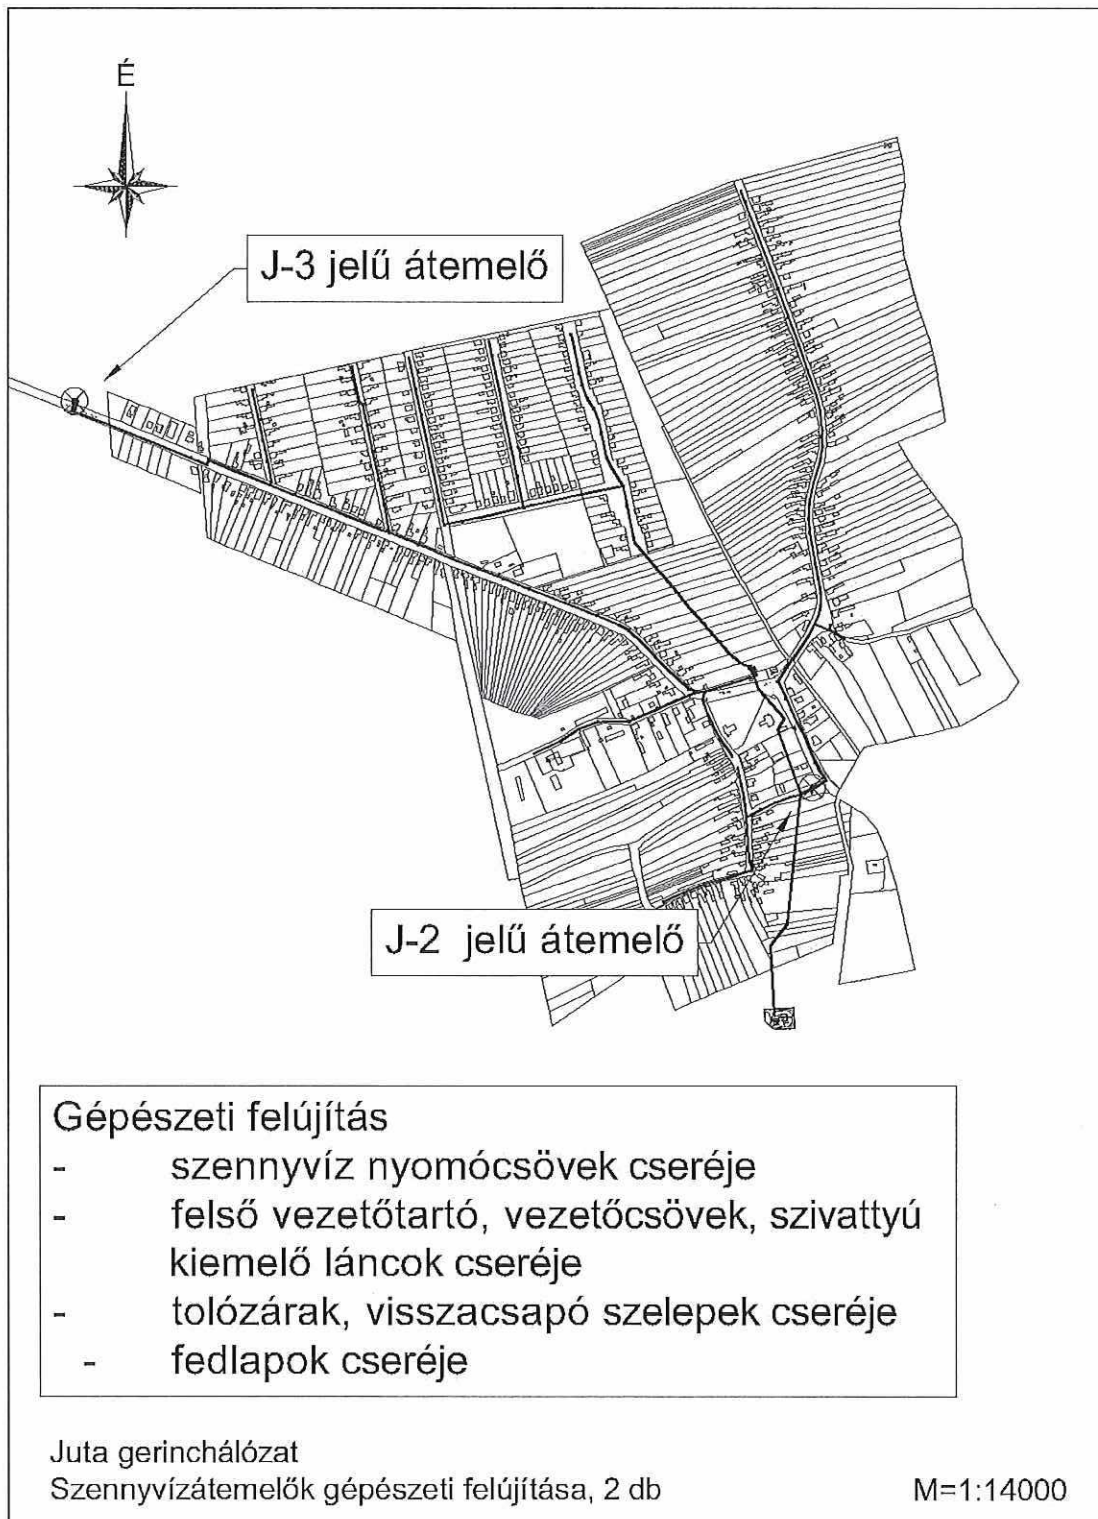 É
J-3 jelű átemelő
J-2 jelű átemelő
Gépészeti felújítás
- szennyvíz nyomócsövek cseréje
- felső vezetőtartó, vezetőcsövek, szivattyú
kiemelő láncok cseréje
- tolózárak, visszacsapó szelepek cseréje
- fedlapok cseréje
Juta gerinchálózat
Szennyvízátemelők gépészeti felújítása, 2 db
M=1:14000